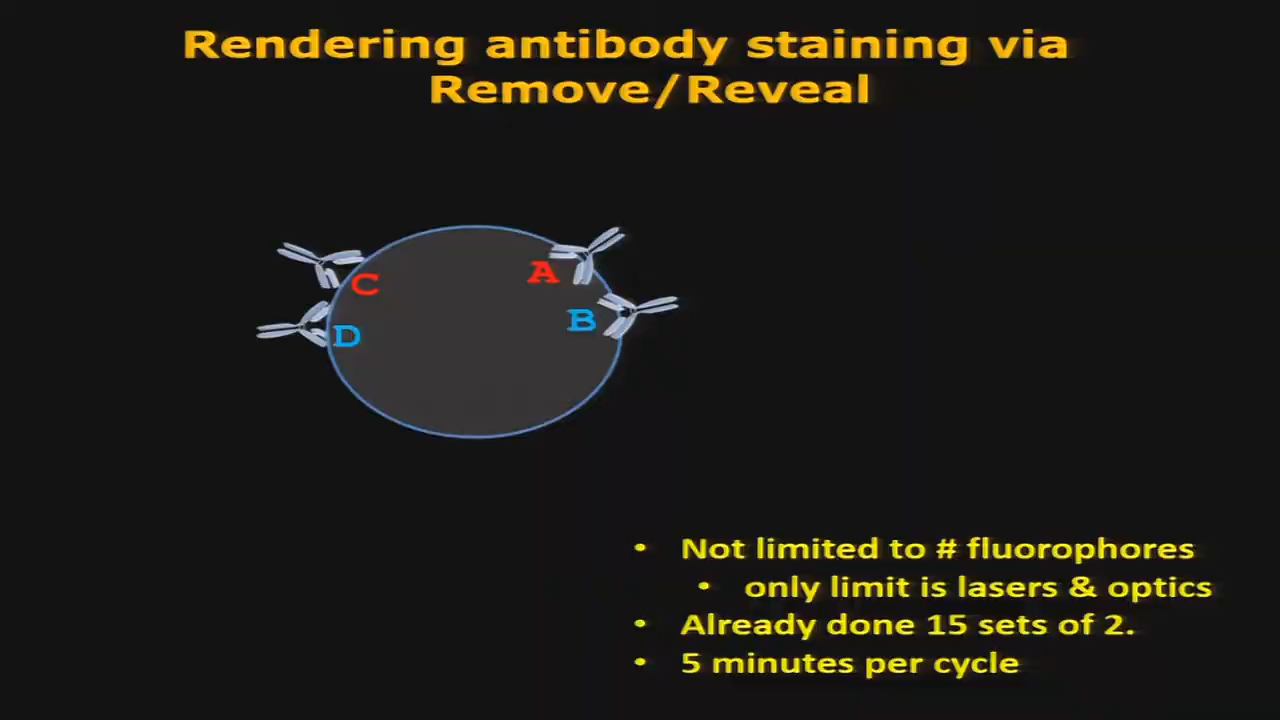 Rendering antibody staining via
Remove/Reveal
A
C
B
D
• Not limited to # fluorophores
• only limit is lasers & optics
• Already done 15 sets of 2.
• 5 minutes per cycle